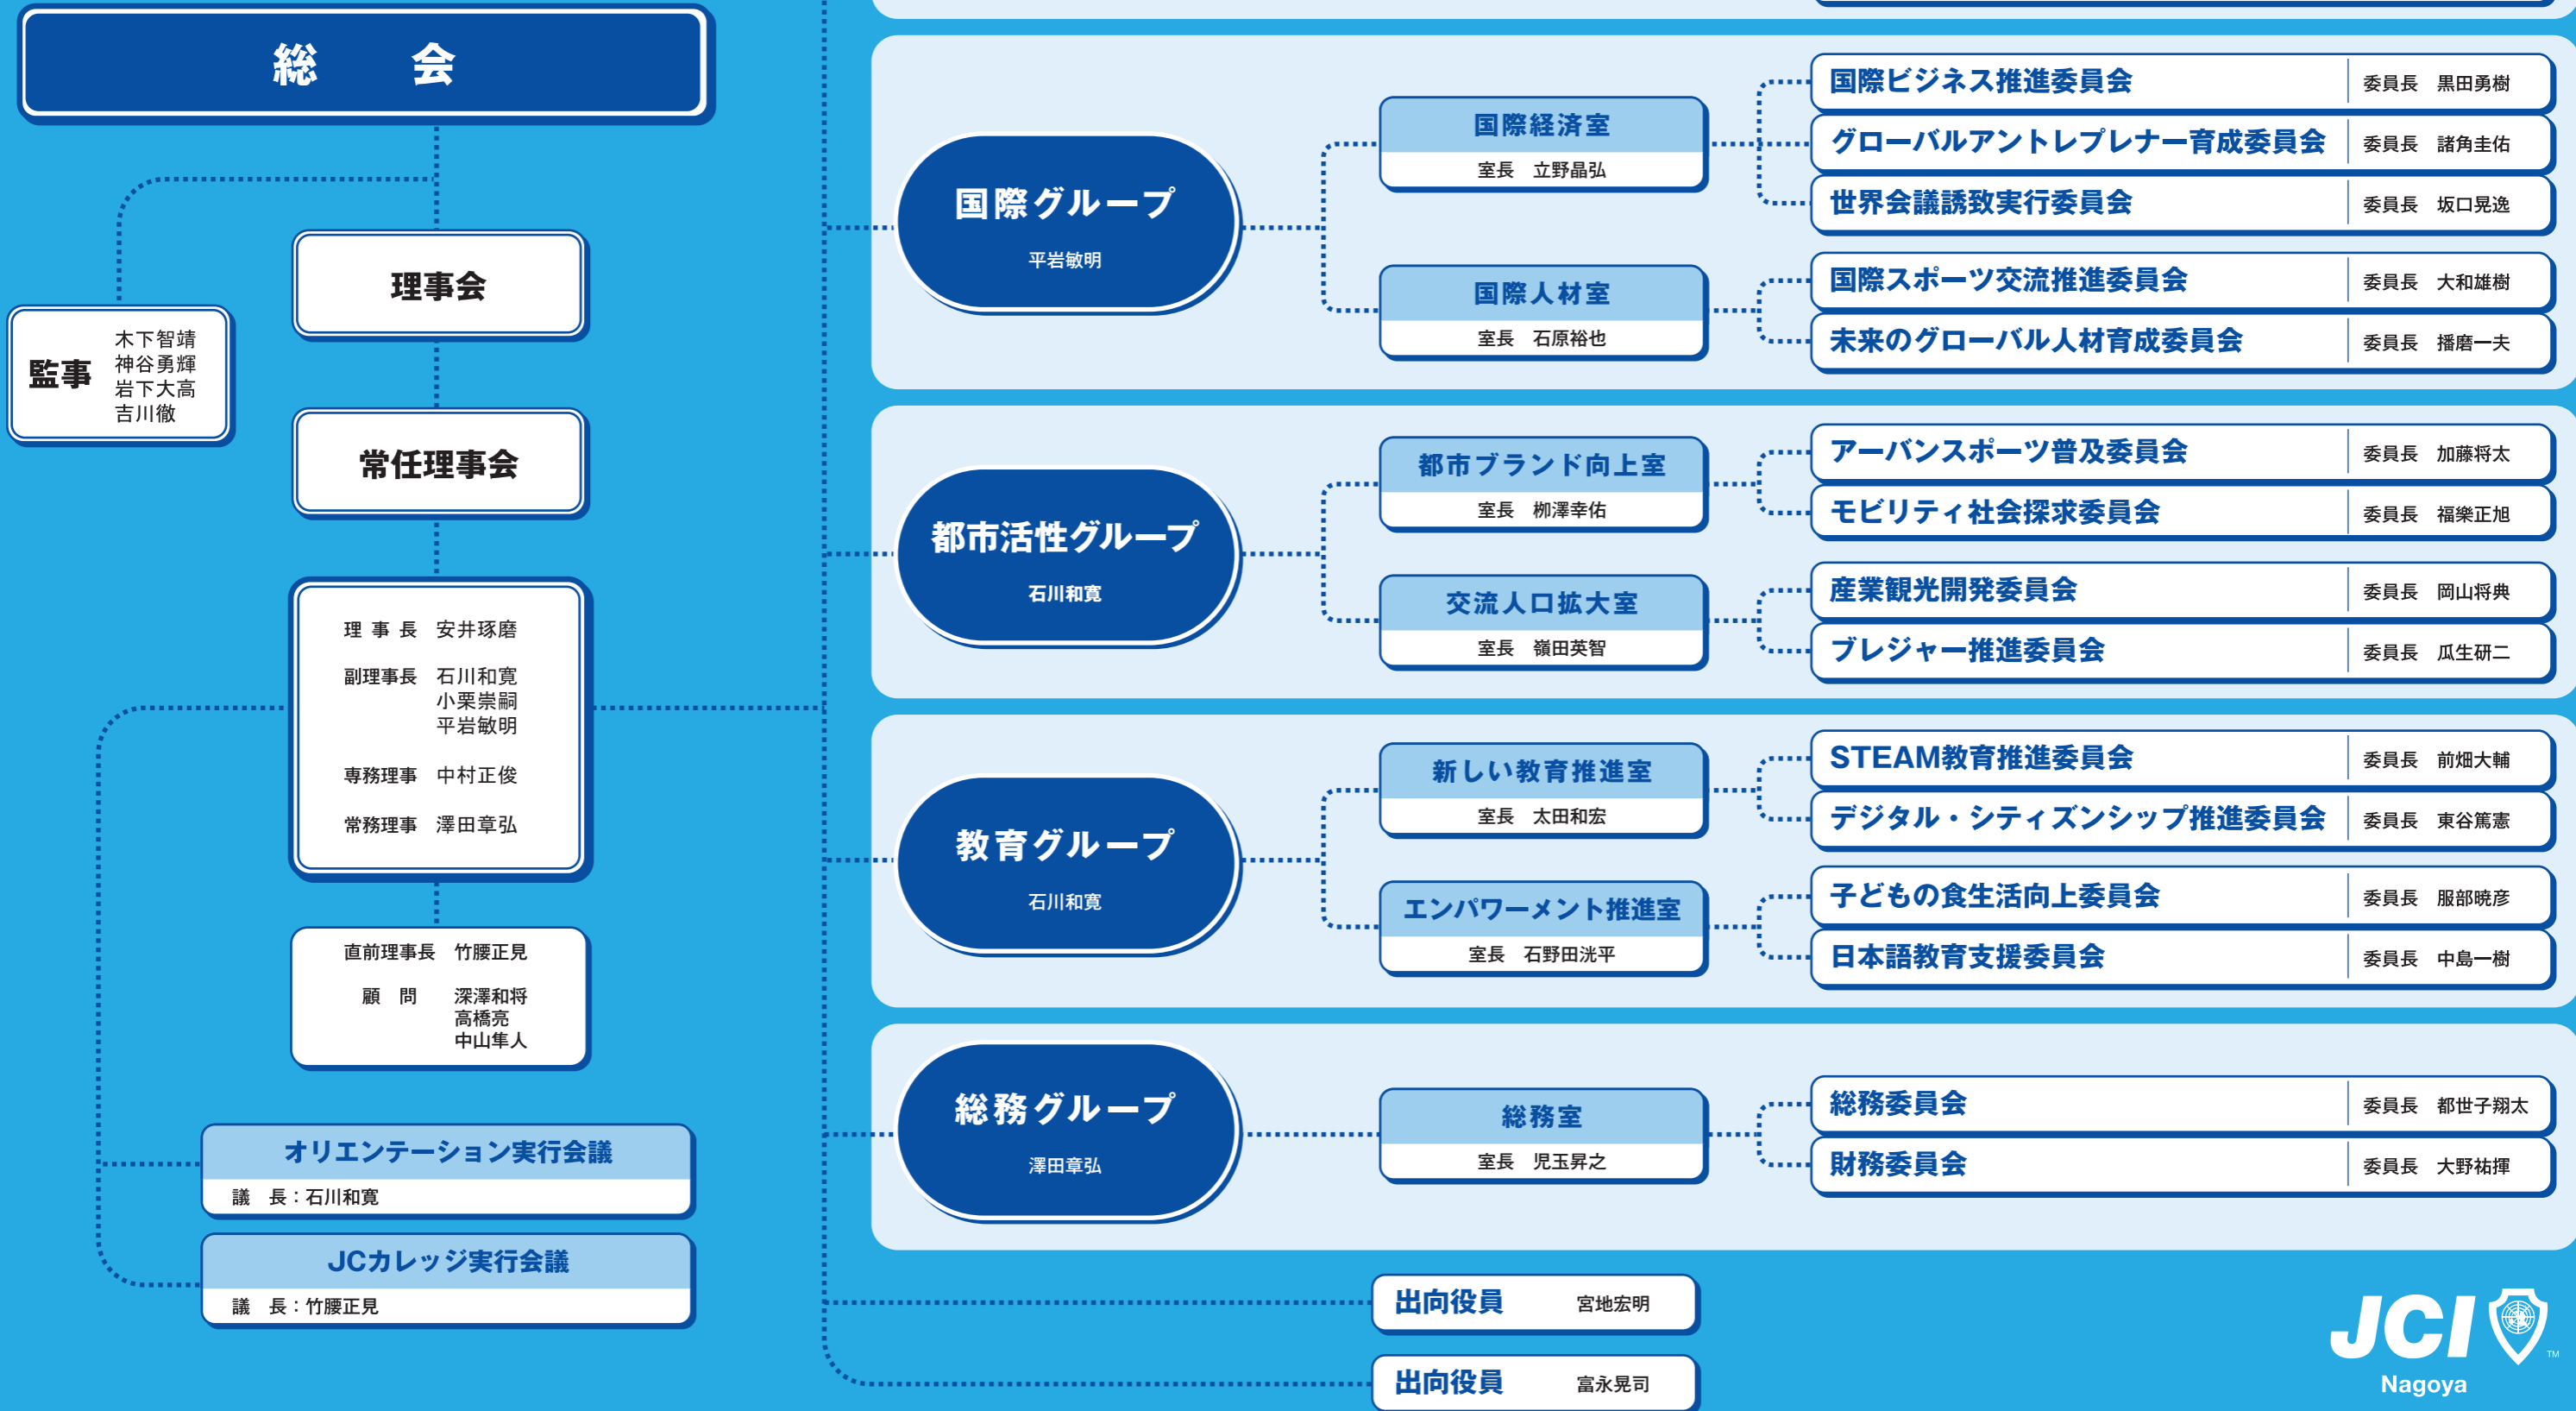 総　会
監事
木下智靖
神谷勇輝
岩下大高
吉川徹
理事会
常任理事会
理事長　安井琢磨
副理事長　石川和寛
小栗崇嗣
平岩敏明
専務理事　中村正俊
常務理事　澤田章弘
直前理事長　竹腰正見
顧　問　深澤和将
高橋亮
中山隼人
オリエンテーション実行会議
議　長：石川和寛
JCカレッジ実行会議
議　長：竹腰正見
国際グループ
平岩敏明
国際経済室
室長　立野晶弘
国際ビジネス推進委員会　委員長　黒田勇樹
グローバルアントレプレナー育成委員会　委員長　諸角圭佑
世界会議誘致実行委員会　委員長　坂口晃逸
国際人材室
室長　石原裕也
国際スポーツ交流推進委員会　委員長　大和雄樹
未来のグローバル人材育成委員会　委員長　播磨一夫
都市活性グループ
石川和寛
都市ブランド向上室
室長　栁澤幸佑
アーバンスポーツ普及委員会　委員長　加藤将太
モビリティ社会探求委員会　委員長　福樂正旭
交流人口拡大室
室長　嶺田英智
産業観光開発委員会　委員長　岡山将典
ブレジャー推進委員会　委員長　瓜生研二
教育グループ
石川和寛
新しい教育推進室
室長　太田和宏
STEAM教育推進委員会　委員長　前畑大輔
デジタル・シティズンシップ推進委員会　委員長　東谷篤憲
エンパワーメント推進室
室長　石野田洸平
子どもの食生活向上委員会　委員長　服部暁彦
日本語教育支援委員会　委員長　中島一樹
総務グループ
澤田章弘
総務室
室長　児玉昇之
総務委員会　委員長　都世子翔太
財務委員会　委員長　大野祐揮
出向役員　宮地宏明
出向役員　富永晃司
JCI
TM
Nagoya